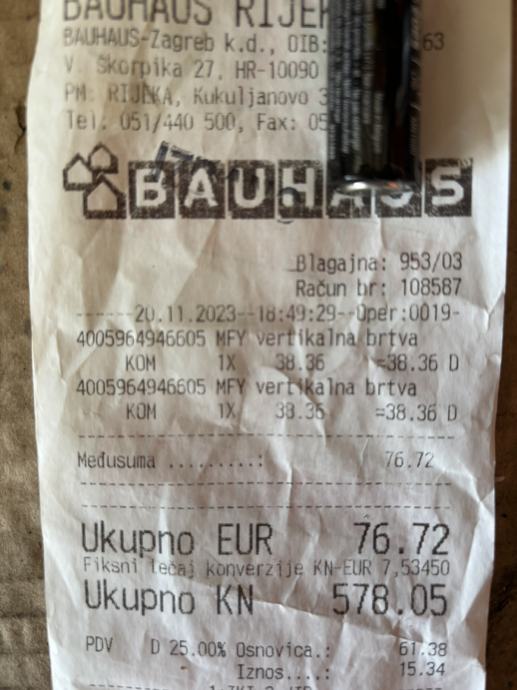 BAUHAUS RIJEK
BAUHAUS-Zagreb k.d., OIB: 63
V. Škorpika 27, HR-10090
PM: RIJEKA, Kukuljanovo 3
Tel: 051/440 500, Fax: 05
BAUHAUS
Blagajna: 953/03
Račun br: 108587
------20.11.2023--18:49:29--Oper:0019-
4005964946605 MFY vertikalna brtva
KOM 1X 38.36 =38.36 D
4005964946605 MFY vertikalna brtva
KOM 1X 38.36 =38.36 D
Međusuma .........: 76.72
Ukupno EUR 76.72
Fiksni tečaj konverzije KN-EUR 7,53450
Ukupno KN 578.05
PDV D 25.00% Osnovica.: 61.38
Iznos....: 15.34